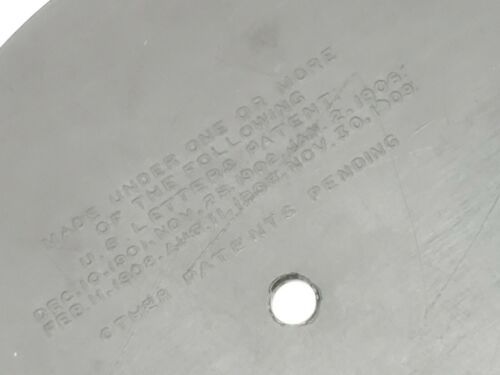 MADE UNDER ONE OR MORE
OF THE FOLLOWING
U.S. LETTERS PATENT.
DEC. 10, 1901, NOV. 25, 1902, JAN. 2, 1906,
FEB. 11, 1908, AUG. 11, 1908, NOV. 30, 1909.
OTHER PATENTS PENDING